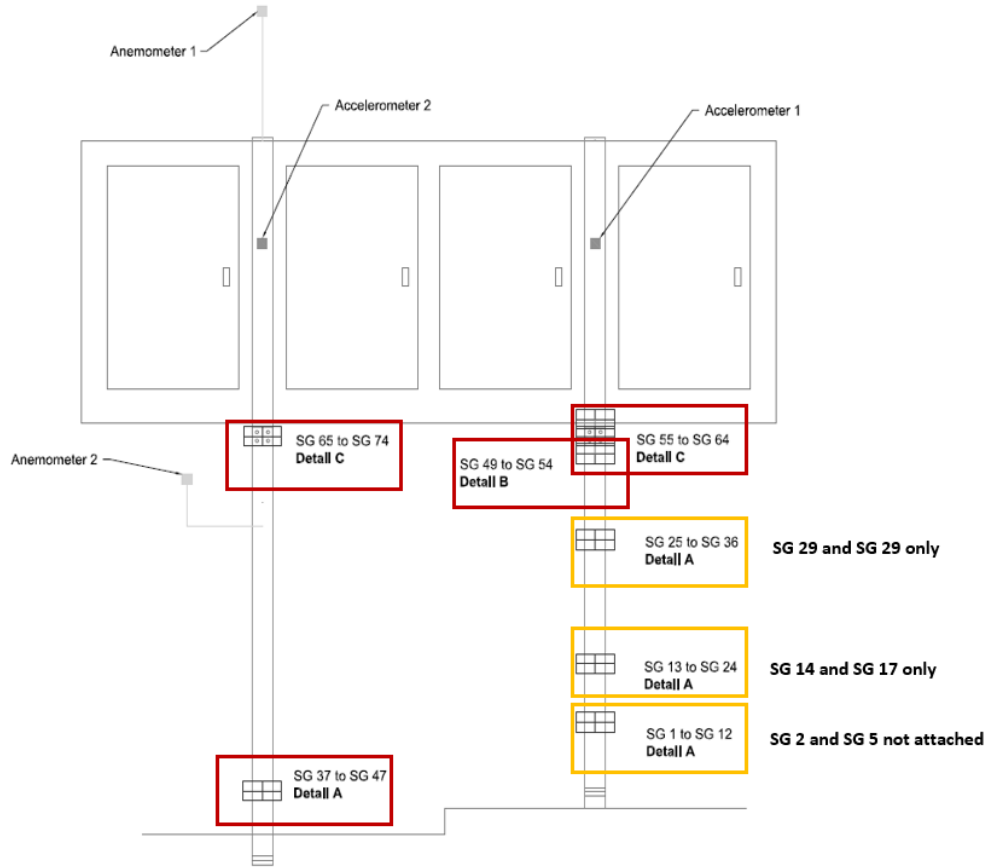 Anemometer 1
Accelerometer 2
Accelerometer 1
SG 65 to SG 74
Detail C
SG 55 to SG 64
Detail C
Anemometer 2
SG 49 to SG 54
Detail B
SG 25 to SG 36
Detail A
SG 29 and SG 29 only
SG 13 to SG 24
Detail A
SG 14 and SG 17 only
SG 1 to SG 12
Detail A
SG 2 and SG 5 not attached
SG 37 to SG 47
Detail A